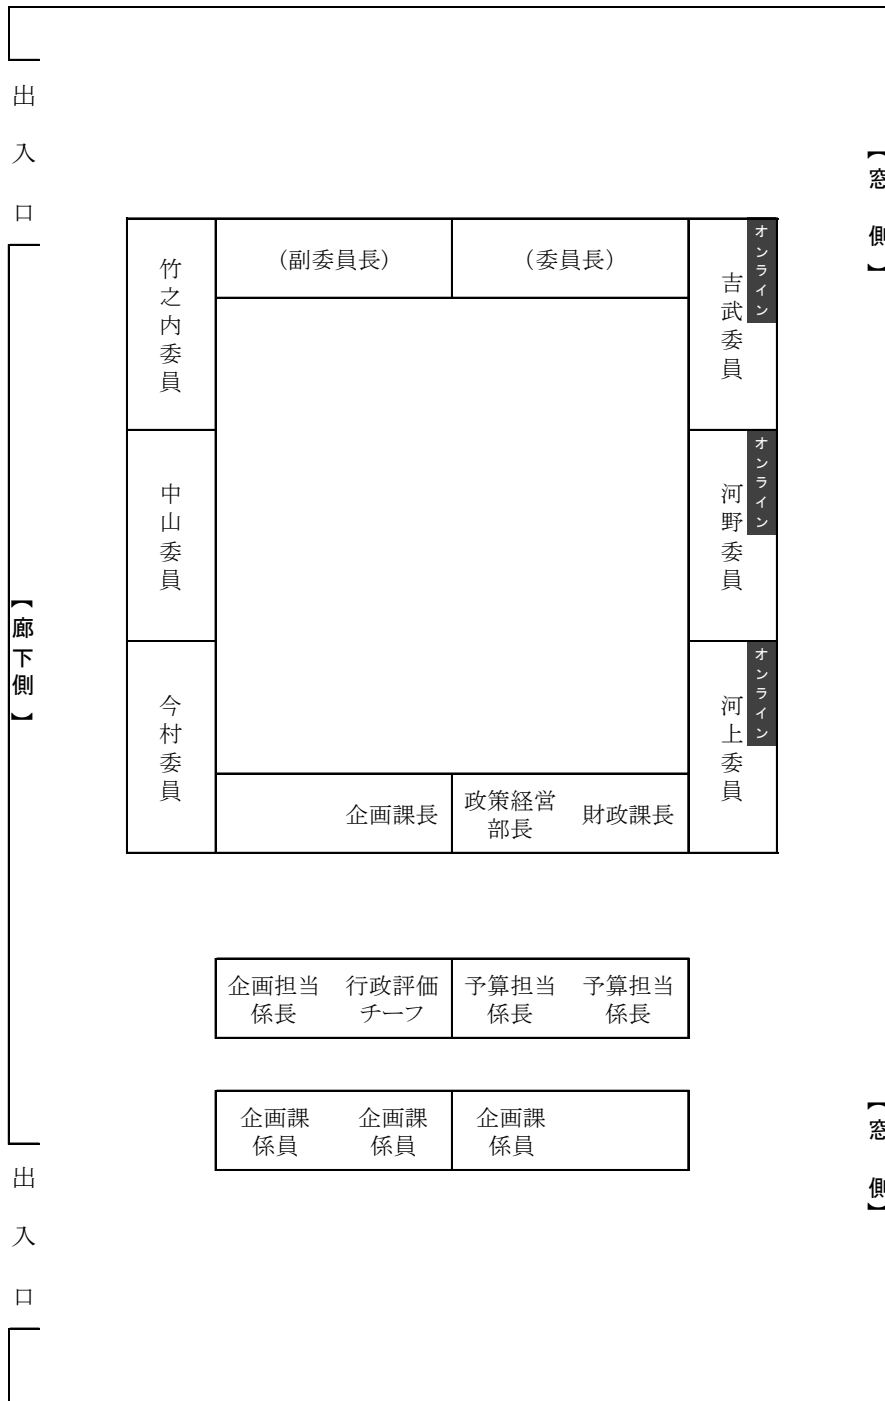 出入口
【窓側】
(副委員長)
(委員長)
竹之内委員
中山委員
今村委員
オンライン
吉武委員
オンライン
河野委員
オンライン
河上委員
【廊下側】
企画課長
政策経営
部長
財政課長
企画担当
係長
行政評価
チーフ
予算担当
係長
予算担当
係長
企画課
係員
企画課
係員
企画課
係員
出入口
【窓側】